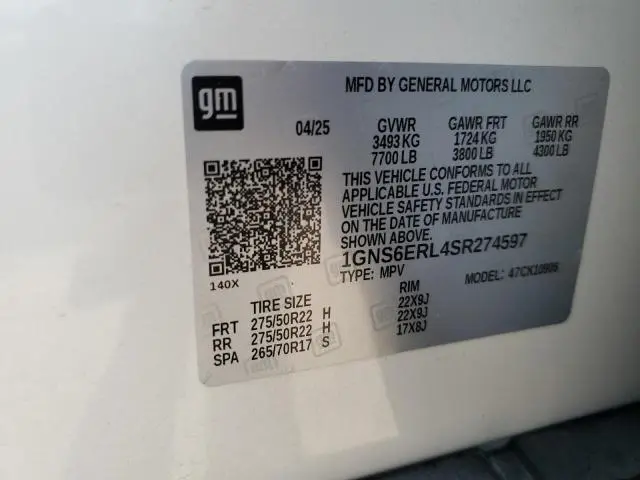 gm
MFD BY GENERAL MOTORS LLC
04/25 GVWR GAWR FRT GAWR RR
3493 KG 1724 KG 1950 KG
7700 LB 3800 LB 4300 LB
THIS VEHICLE CONFORMS TO ALL
APPLICABLE U.S. FEDERAL MOTOR
VEHICLE SAFETY STANDARDS IN EFFECT
ON THE DATE OF MANUFACTURE
SHOWN ABOVE.
1GNS6ERL4SR274597
TYPE: MPV MODEL: 47CK10906
140X
TIRE SIZE RIM
FRT 275/50R22 H 22X9J
RR 275/50R22 H 22X9J
SPA 265/70R17 S 17X8J